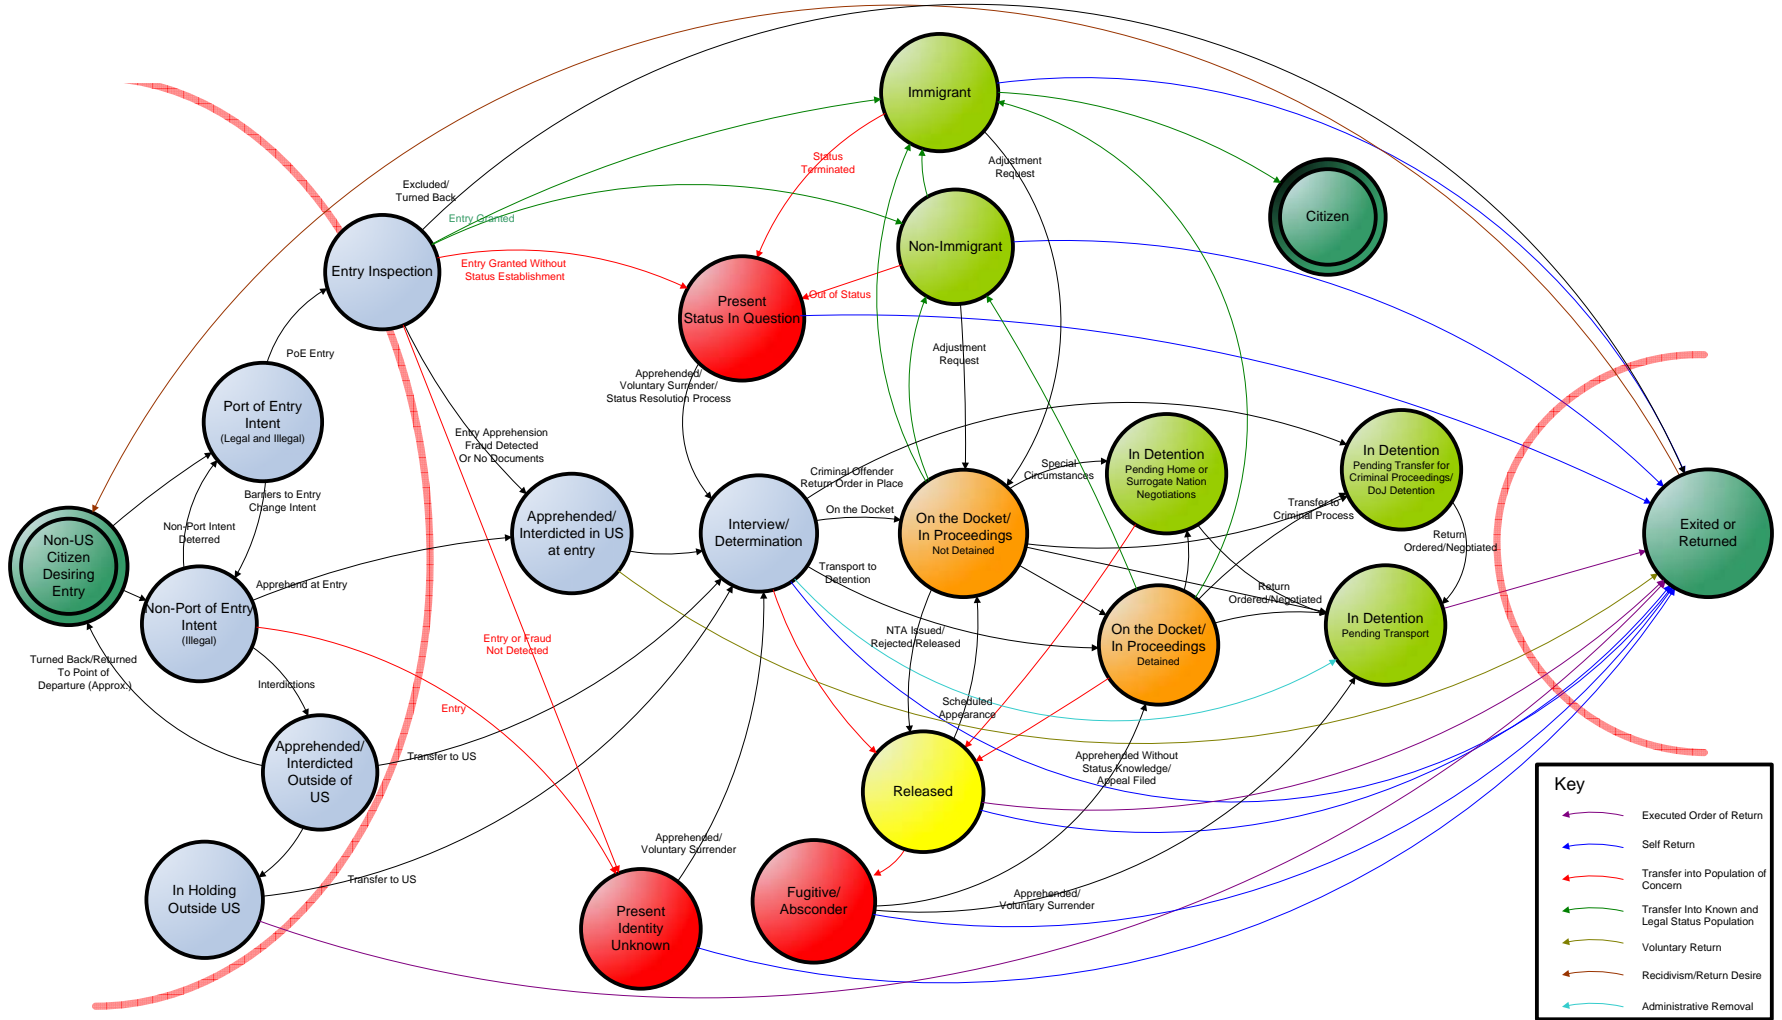 Immigrant
Status
Terminated
Adjustment
Request
Excluded/
Turned Back
Entry Granted
Citizen
Non-Immigrant
Entry Inspection
Entry Granted Without
Status Establishment
Out of Status
Present
Status In Question
PoE Entry
Adjustment
Request
Apprehended/
Voluntary Surrender/
Status Resolution Process
Port of Entry
Intent
(Legal and Illegal)
Entry Apprehension
Fraud Detected
Or No Documents
Criminal Offender
Return Order in Place
Special
Circumstances
In Detention
Pending Home or
Surrogate Nation
Negotiations
In Detention
Pending Transfer for
Criminal Proceedings/
DoJ Detention
Barriers to Entry
Change Intent
Non-Port Intent
Deterred
On the Docket
Transfer to
Criminal Process
Non-US
Citizen
Desiring
Entry
Apprehended/
Interdicted in US
at entry
Interview/
Determination
On the Docket/
In Proceedings
Not Detained
Return
Ordered/Negotiated
Exited or
Returned
Apprehend at Entry
Transport to
Detention
Return
Ordered/Negotiated
Non-Port of Entry
Intent
(Illegal)
In Detention
Pending Transport
Entry or Fraud
Not Detected
NTA Issued/
Rejected/Released
On the Docket/
In Proceedings
Detained
Turned Back/Returned
To Point of
Departure (Approx.)
Interdictions
Entry
Scheduled
Appearance
Apprehended/
Interdicted
Outside of
US
Transfer to US
Apprehended Without
Status Knowledge/
Appeal Filed
Released
Apprehended/
Voluntary Surrender
Transfer to US
In Holding
Outside US
Present
Identity
Unknown
Fugitive/
Absconder
Apprehended/
Voluntary Surrender
Key
Executed Order of Return
Self Return
Transfer into Population of
Concern
Transfer Into Known and
Legal Status Population
Voluntary Return
Recidivism/Return Desire
Administrative Removal